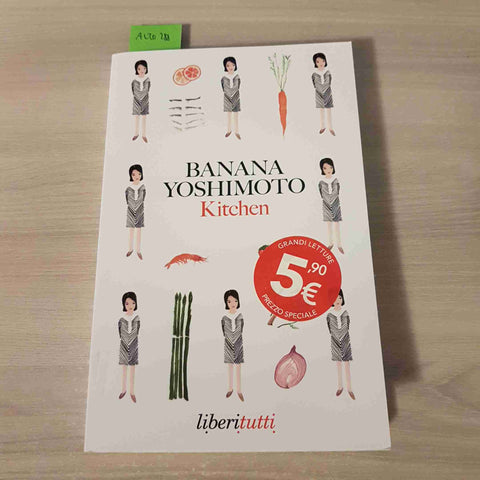 BANANA
YOSHIMOTO
Kitchen
GRANDI LETTURE
5,90
€
PREZZO SPECIALE
liberitutti